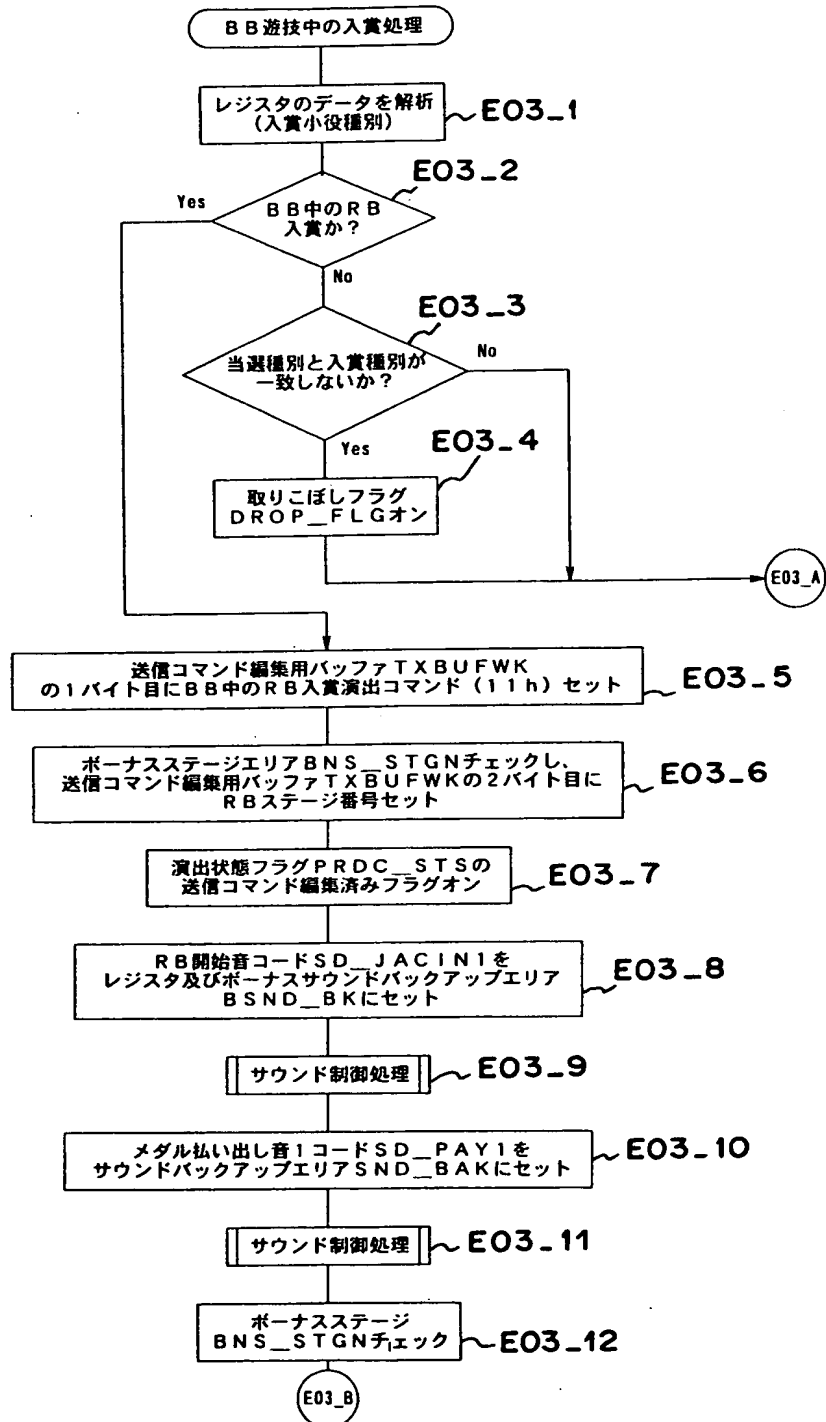 BB遊技中の入賞処理
レジスタのデータを解析
(入賞小役種別)
E03_1
E03_2
Yes
BB中のRB
入賞か?
No
E03_3
当選種別と入賞種別が
一致しないか?
No
Yes
E03_4
取りこぼしフラグ
DROP__FLGオン
E03_A
送信コマンド編集用バッファTXBUFWK
の1バイト目にBB中のRB入賞演出コマンド(11h)セット
E03_5
ボーナスステージエリアBNS__STGNチェックし、
送信コマンド編集用バッファTXBUFWKの2バイト目に
RBステージ番号セット
E03_6
演出状態フラグPRDC__STSの
送信コマンド編集済みフラグオン
E03_7
RB開始音コードSD__JACIN1を
レジスタ及びボーナスサウンドバックアップエリア
BSND__BKにセット
E03_8
サウンド制御処理
E03_9
メダル払い出し音1コードSD__PAY1を
サウンドバックアップエリアSND__BAKにセット
E03_10
サウンド制御処理
E03_11
ボーナスステージ
BNS__STGNチェック
E03_12
E03_B